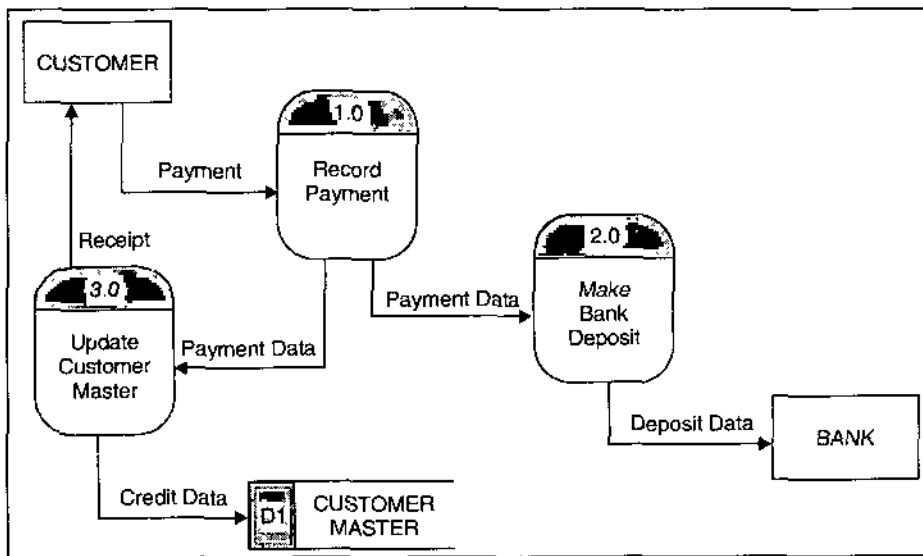 CUSTOMER
1.0
Record
Payment
Payment
Receipt
2.0
Make
Bank
Deposit
Payment Data
3.0
Update
Customer
Master
Payment Data
Deposit Data
BANK
Credit Data
D1
CUSTOMER
MASTER